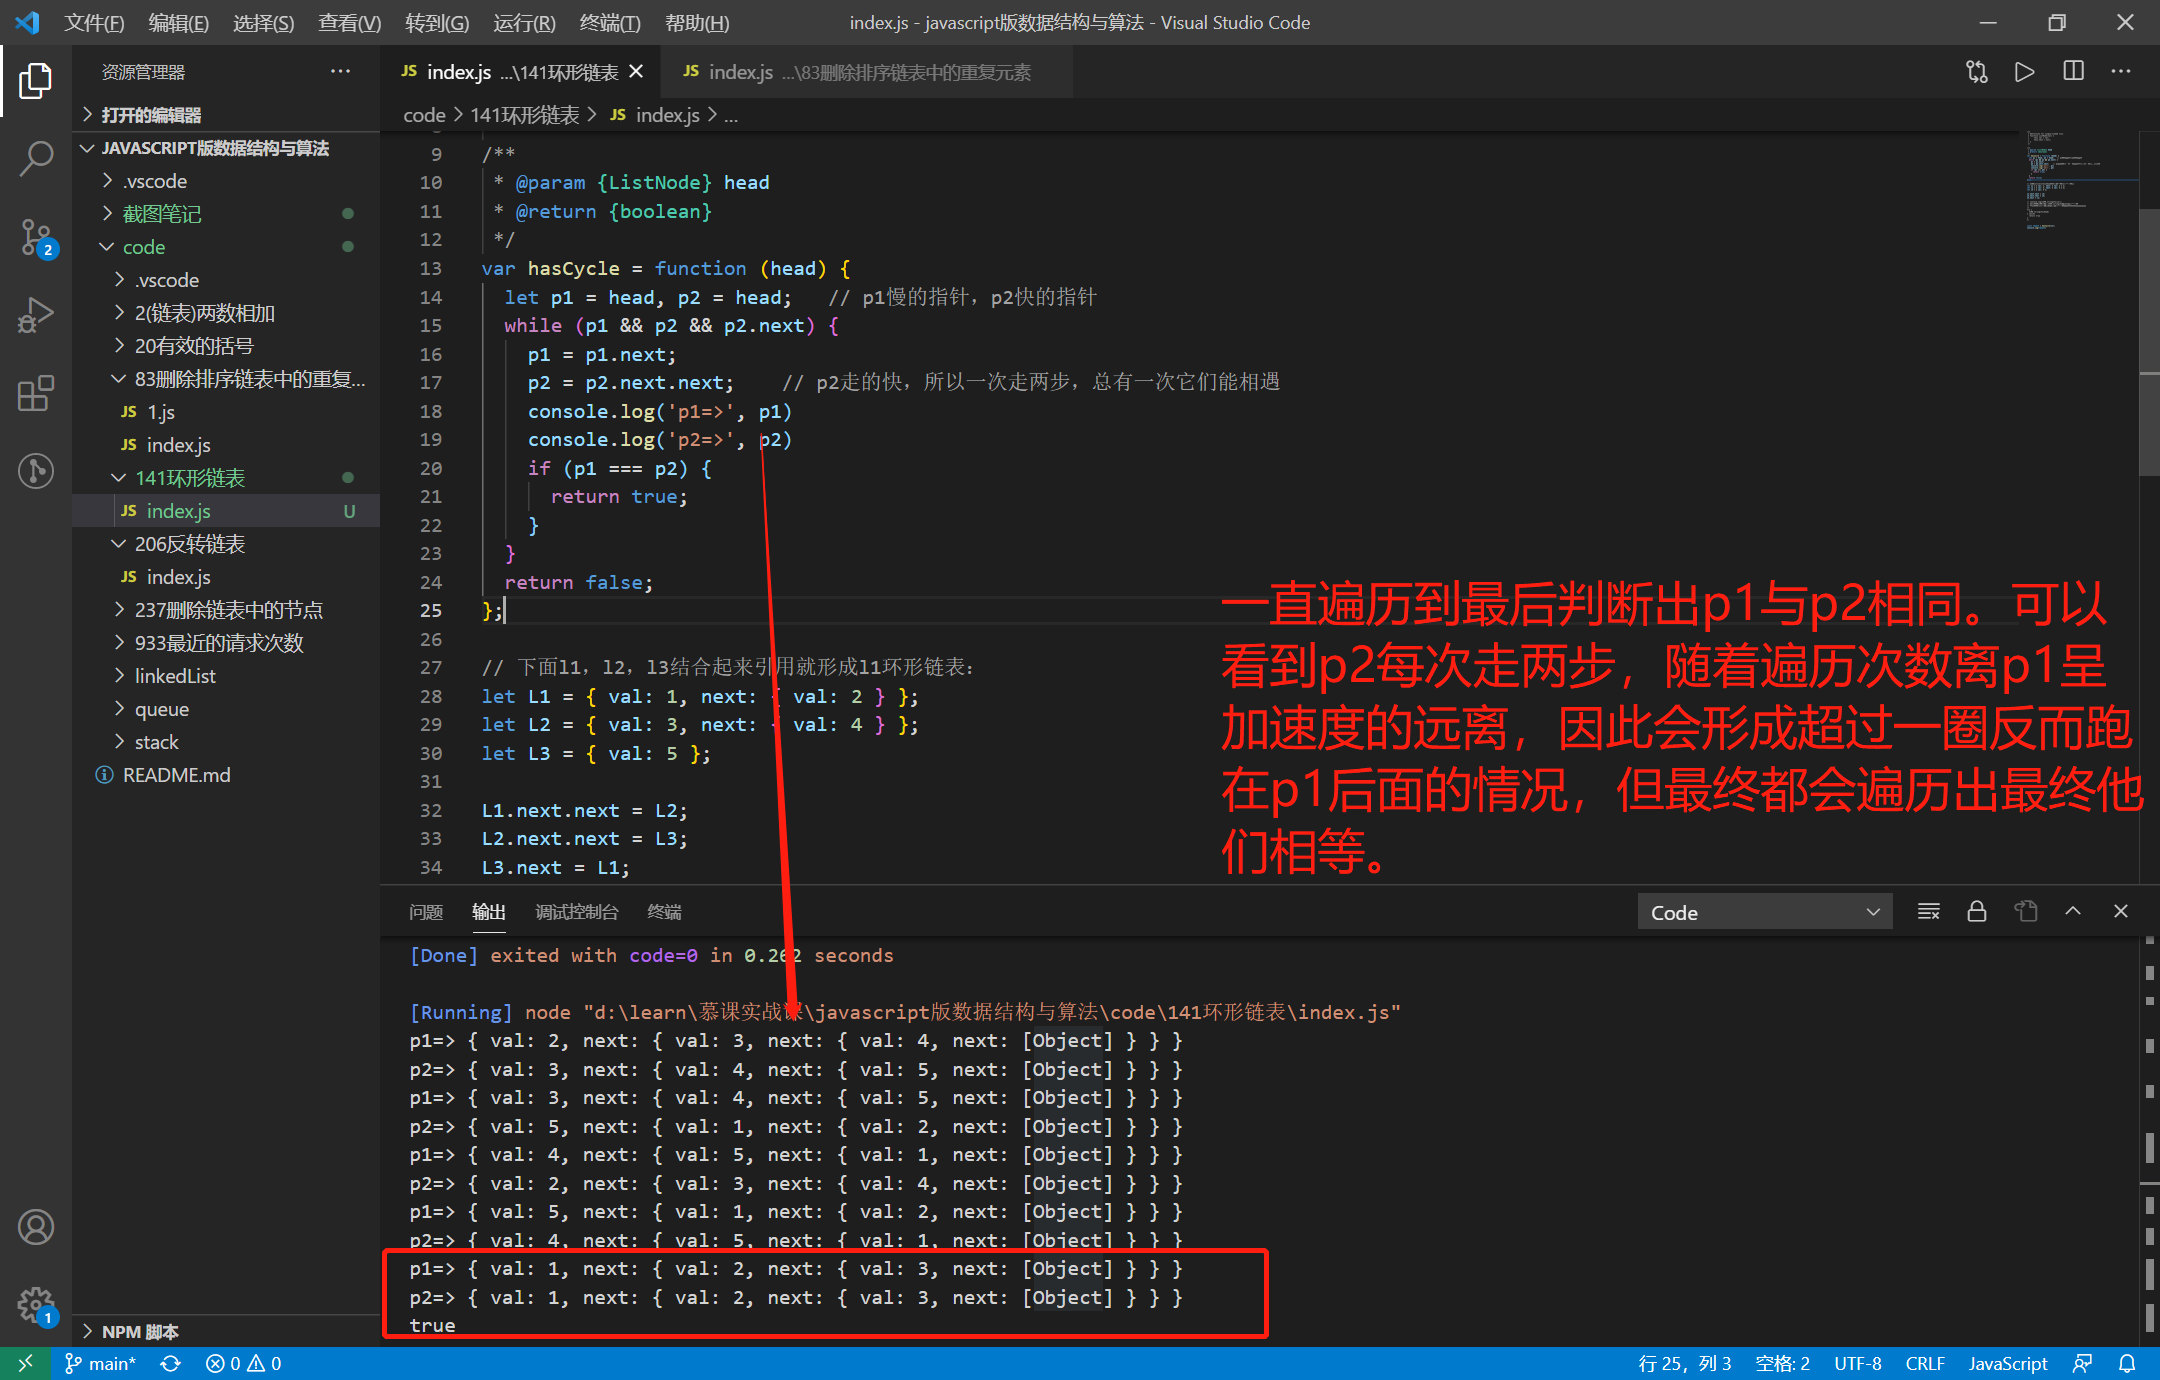 文件(F) 编辑(E) 选择(S) 查看(V) 转到(G) 运行(R) 终端(T) 帮助(H) index.js - javascript版数据结构与算法 - Visual Studio Code
资源管理器 ···
打开的编辑器
JAVASCRIPT版数据结构与算法
.vscode
截图笔记
code
.vscode
2(链表)两数相加
20有效的括号
83删除排序链表中的重复...
JS 1.js
JS index.js
141环形链表
JS index.js U
206反转链表
JS index.js
237删除链表中的节点
933最近的请求次数
linkedList
queue
stack
README.md
NPM 脚本
2
1
JS index.js ...\141环形链表 JS index.js ...\83删除排序链表中的重复元素
code > 141环形链表 > JS index.js > ...
9 /**
10 * @param {ListNode} head
11 * @return {boolean}
12 */
13 var hasCycle = function (head) {
14 let p1 = head, p2 = head; // p1慢的指针，p2快的指针
15 while (p1 && p2 && p2.next) {
16 p1 = p1.next;
17 p2 = p2.next.next; // p2走的快，所以一次走两步，总有一次它们能相遇
18 console.log('p1=>', p1)
19 console.log('p2=>', p2)
20 if (p1 === p2) {
21 return true;
22 }
23 }
24 return false;
25 };
26
27 // 下面l1，l2，l3结合起来引用就形成l1环形链表：
28 let L1 = { val: 1, next: { val: 2 } };
29 let L2 = { val: 3, next: { val: 4 } };
30 let L3 = { val: 5 };
31
32 L1.next.next = L2;
33 L2.next.next = L3;
34 L3.next = L1;
一直遍历到最后判断出p1与p2相同。可以
看到p2每次走两步，随着遍历次数离p1呈
加速度的远离，因此会形成超过一圈反而跑
在p1后面的情况，但最终都会遍历出最终他
们相等。
问题 输出 调试控制台 终端 Code
[Done] exited with code=0 in 0.262 seconds
[Running] node "d:\learn\慕课实战课\javascript版数据结构与算法\code\141环形链表\index.js"
p1=> { val: 2, next: { val: 3, next: { val: 4, next: [Object] } } }
p2=> { val: 3, next: { val: 4, next: { val: 5, next: [Object] } } }
p1=> { val: 3, next: { val: 4, next: { val: 5, next: [Object] } } }
p2=> { val: 5, next: { val: 1, next: { val: 2, next: [Object] } } }
p1=> { val: 4, next: { val: 5, next: { val: 1, next: [Object] } } }
p2=> { val: 2, next: { val: 3, next: { val: 4, next: [Object] } } }
p1=> { val: 5, next: { val: 1, next: { val: 2, next: [Object] } } }
p2=> { val: 4, next: { val: 5, next: { val: 1, next: [Object] } } }
p1=> { val: 1, next: { val: 2, next: { val: 3, next: [Object] } } }
p2=> { val: 1, next: { val: 2, next: { val: 3, next: [Object] } } }
true
main* 0 0 行 25，列 3 空格: 2 UTF-8 CRLF JavaScript